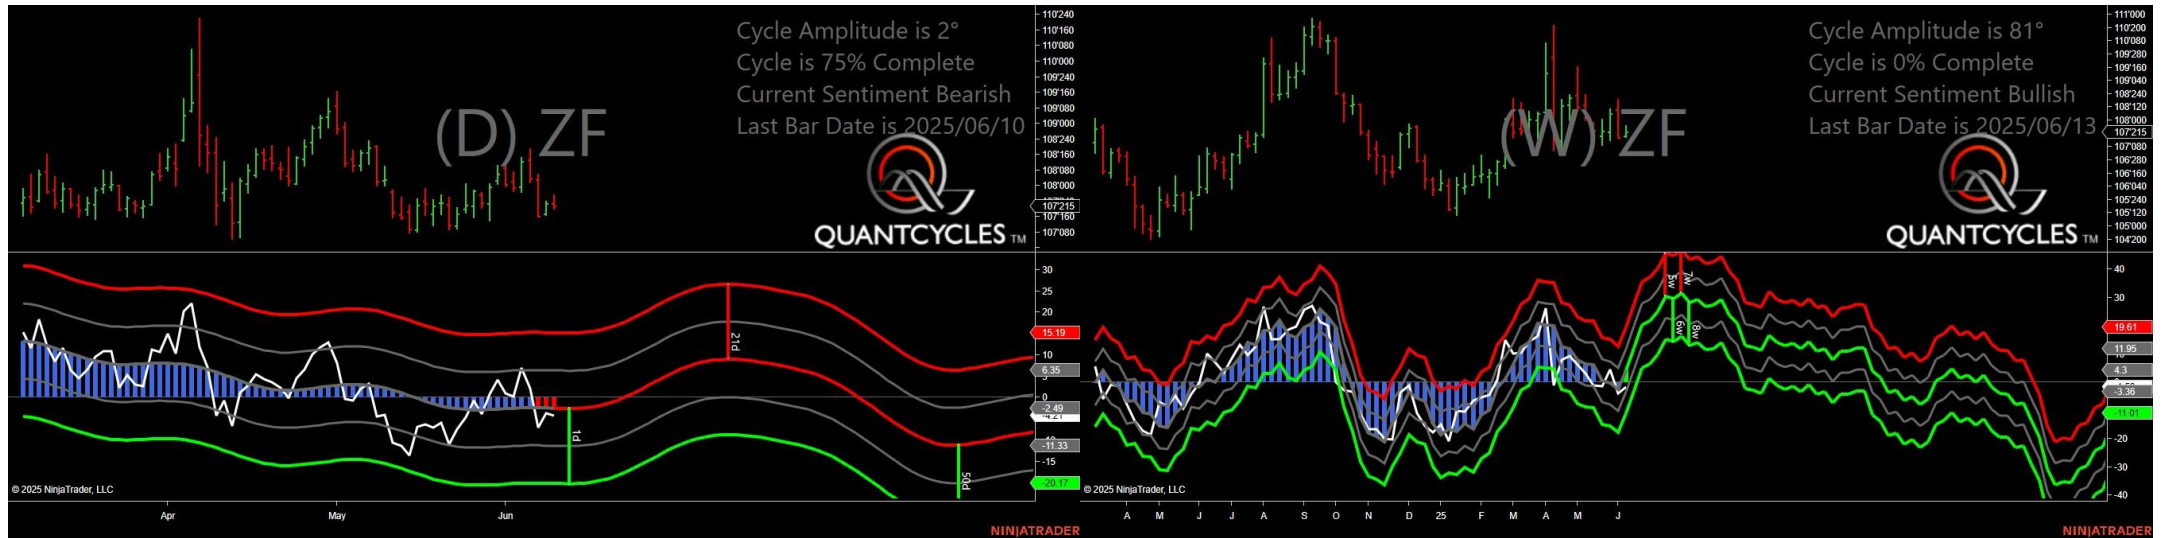 Cycle Amplitude is 2°
Cycle is 75% Complete
Current Sentiment Bearish
Last Bar Date is 2025/06/10
(D) ZF
QUANTCYCLES TM
110'240
110'160
110'080
110'000
109'240
109'160
109'080
109'000
108'240
108'160
108'080
108'000
107'215
107'160
107'080
30
25
20
15.19
10
6.35
5
0
-2.49
-4.21
-11.33
-15
-20.17
21d
1d
50d
© 2025 NinjaTrader, LLC
Apr May Jun
NINJATRADER
Cycle Amplitude is 81°
Cycle is 0% Complete
Current Sentiment Bullish
Last Bar Date is 2025/06/13
(W) ZF
QUANTCYCLES TM
111'000
110'200
110'080
109'280
109'160
109'040
108'240
108'120
108'000
107'215
107'080
106'280
106'160
106'040
105'240
105'120
105'000
104'200
40
30
19.61
11.95
4.3
-3.36
-11.01
-20
-30
-40
5w
7w
6w
8w
© 2025 NinjaTrader, LLC
A M J J A S O N D 25 F M A M J
NINJATRADER